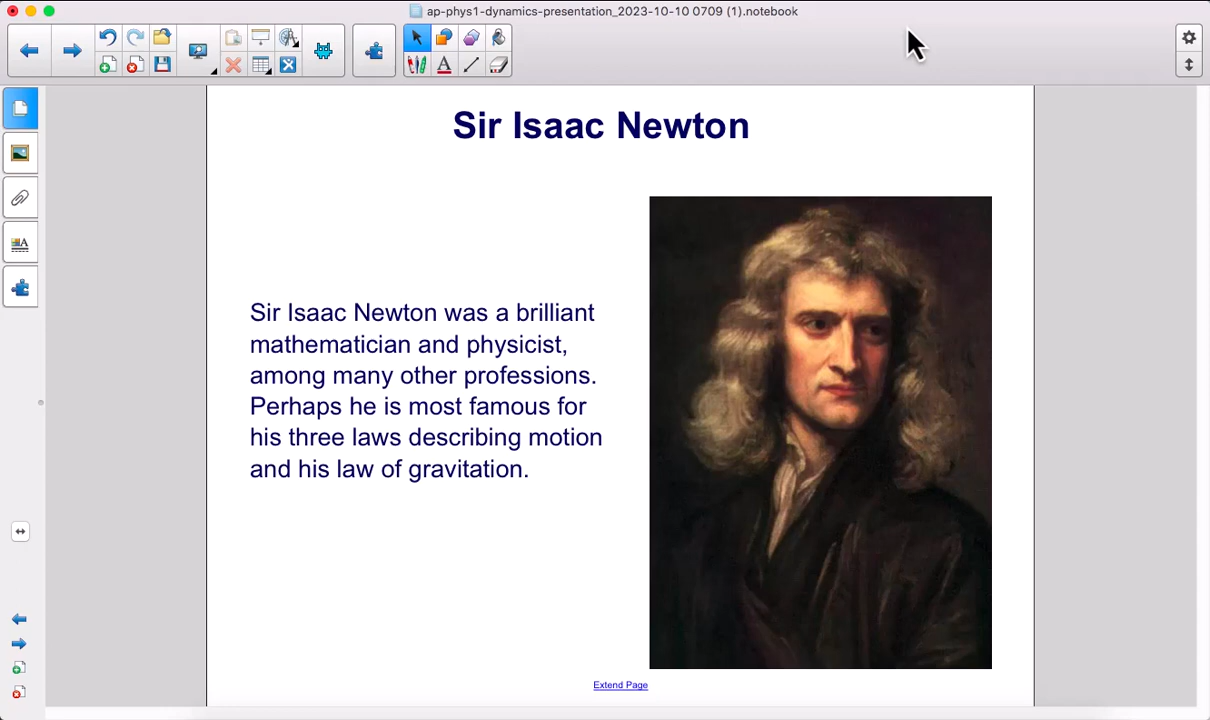 ap-phys1-dynamics-presentation_2023-10-10 0709 (1).notebook
Sir Isaac Newton
Sir Isaac Newton was a brilliant
mathematician and physicist,
among many other professions.
Perhaps he is most famous for
his three laws describing motion
and his law of gravitation.
Extend Page